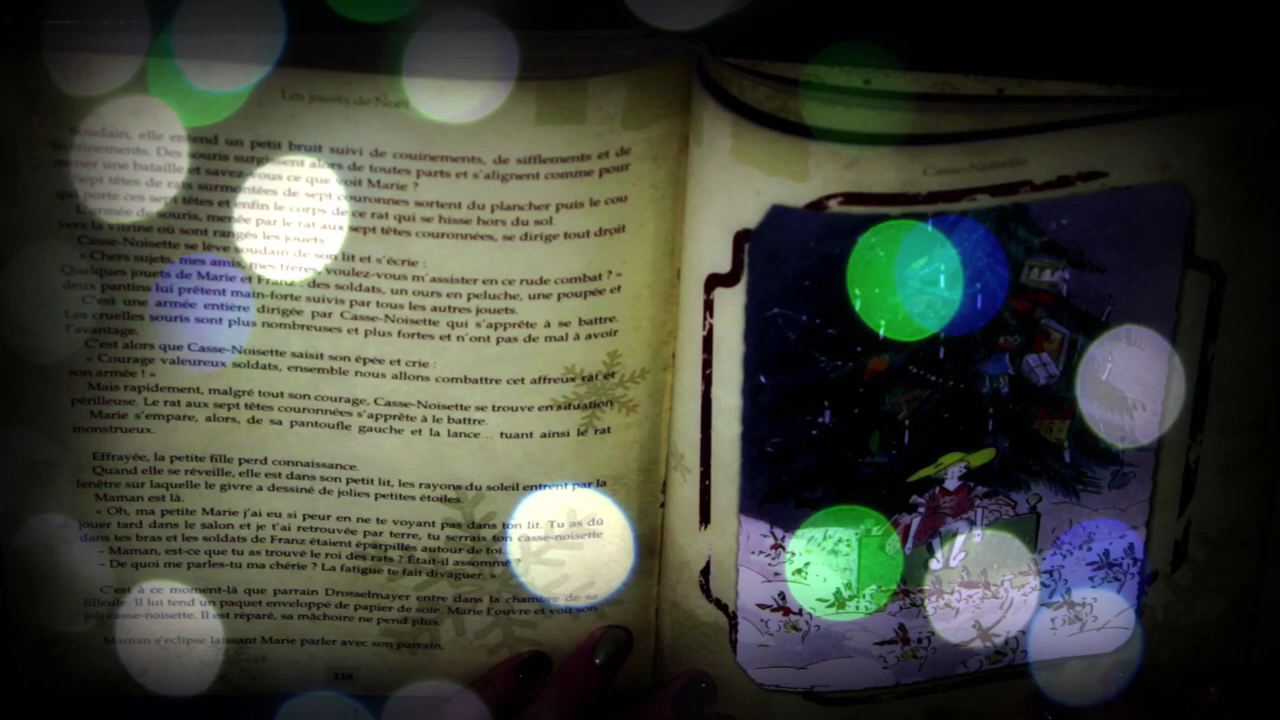 Les jouets de Noël
Soudain, elle entend un petit bruit suivi de couinements, de sifflements et de
Des souris surgissent alors de toutes parts et s'alignent comme pour
mener une bataille et savez-vous ce que voit Marie ?
Sept têtes de rats surmontées de sept couronnes sortent du plancher puis le cou
qui porte ces sept têtes et enfin le corps de ce rat qui se hisse hors du sol.
L'armée de souris, menée par le rat aux sept têtes couronnées, se dirige tout droit
vers la vitrine où sont rangés les jouets.
Casse-Noisette se lève soudain de son lit et s'écrie :
« Chers sujets, mes amis, mes frères, voulez-vous m'assister en ce rude combat ? »
Quelques jouets de Marie et Franz : des soldats, un ours en peluche, une poupée et
deux pantins lui prêtent main-forte suivis par tous les autres jouets.
C'est une armée entière dirigée par Casse-Noisette qui s'apprête à se battre.
Les cruelles souris sont plus nombreuses et plus fortes et n'ont pas de mal à avoir
l'avantage.
C'est alors que Casse-Noisette saisit son épée et crie :
« Courage valeureux soldats, ensemble nous allons combattre cet affreux rat et
son armée ! »
Mais rapidement, malgré tout son courage, Casse-Noisette se trouve en situation
périlleuse. Le rat aux sept têtes couronnées s'apprête à le battre.
Marie s'empare, alors, de sa pantoufle gauche et la lance... tuant ainsi le rat
monstrueux.
Effrayée, la petite fille perd connaissance.
Quand elle se réveille, elle est dans son petit lit, les rayons du soleil entrent par la
fenêtre sur laquelle le givre a dessiné de jolies petites étoiles.
Maman est là.
« Oh, ma petite Marie j'ai eu si peur en ne te voyant pas dans ton lit. Tu as dû
jouer tard dans le salon et je t'ai retrouvée par terre, tu serrais ton casse-noisette
dans tes bras et les soldats de Franz étaient éparpillés autour de toi.
– Maman, est-ce que tu as trouvé le roi des rats ? Était-il assommé ?
– De quoi me parles-tu ma chérie ? La fatigue te fait divaguer. »
C'est à ce moment-là que parrain Drosselmayer entre dans la chambre de sa
filleule. Il lui tend un paquet enveloppé de papier de soie. Marie l'ouvre et voit son
joli casse-noisette. Il est réparé, sa mâchoire ne pend plus.
Maman s'éclipse laissant Marie parler avec son parrain.
118
Casse-Noisette